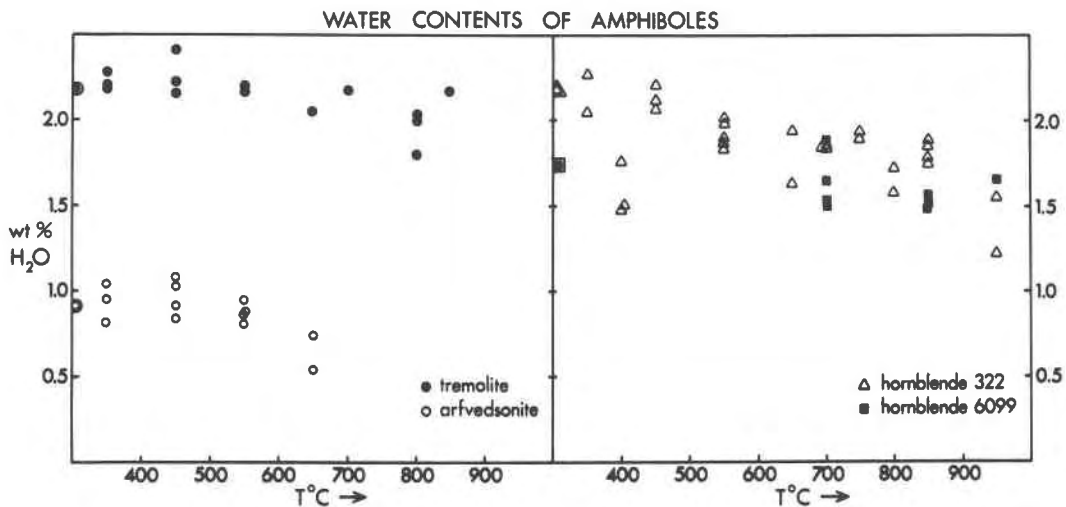 WATER CONTENTS OF AMPHIBOLES
2.0
1.5
wt %
H₂O
1.0
0.5
tremolite
arfvedsonite
400 500 600 700 800 900
T°C →
2.0
1.5
1.0
0.5
hornblende 322
hornblende 6099
400 500 600 700 800 900
T°C →